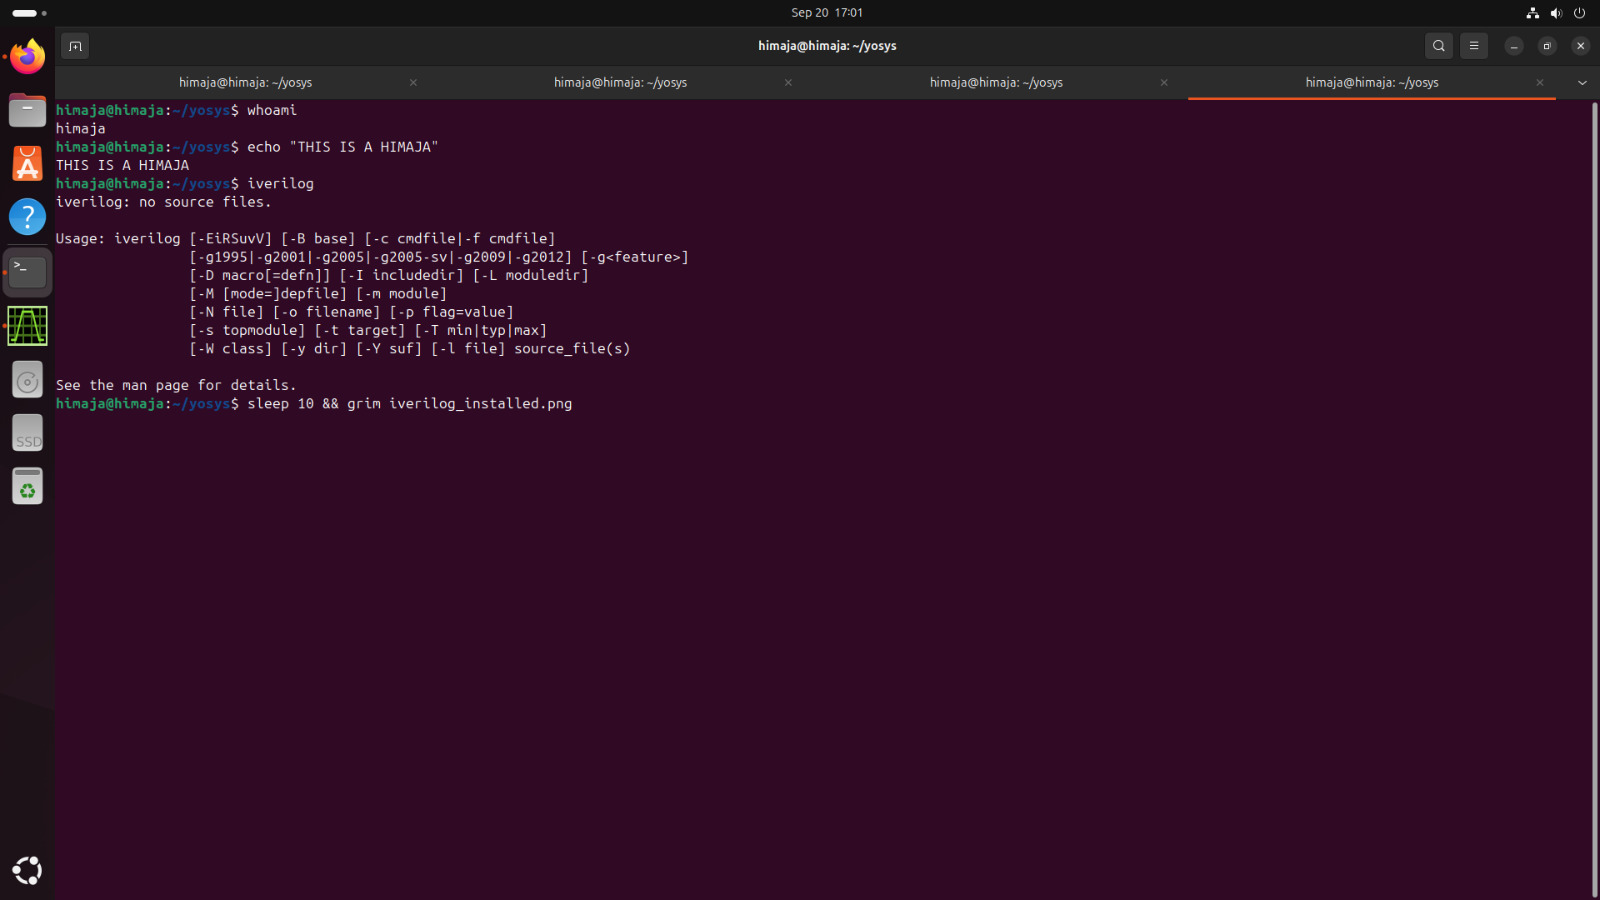 Sep 20 17:01
himaja@himaja: ~/yosys
himaja@himaja: ~/yosys
himaja@himaja: ~/yosys
himaja@himaja: ~/yosys
himaja@himaja: ~/yosys
himaja@himaja:~/yosys$ whoami
himaja
himaja@himaja:~/yosys$ echo "THIS IS A HIMAJA"
THIS IS A HIMAJA
himaja@himaja:~/yosys$ iverilog
iverilog: no source files.
Usage: iverilog [-EiRSuvV] [-B base] [-c cmdfile|-f cmdfile]
[-g1995|-g2001|-g2005|-g2005-sv|-g2009|-g2012] [-g<feature>]
[-D macro[=defn]] [-I includedir] [-L moduledir]
[-M [mode=]depfile] [-m module]
[-N file] [-o filename] [-p flag=value]
[-s topmodule] [-t target] [-T min|typ|max]
[-W class] [-y dir] [-Y suf] [-l file] source_file(s)
See the man page for details.
himaja@himaja:~/yosys$ sleep 10 && grim iverilog_installed.png
SSD